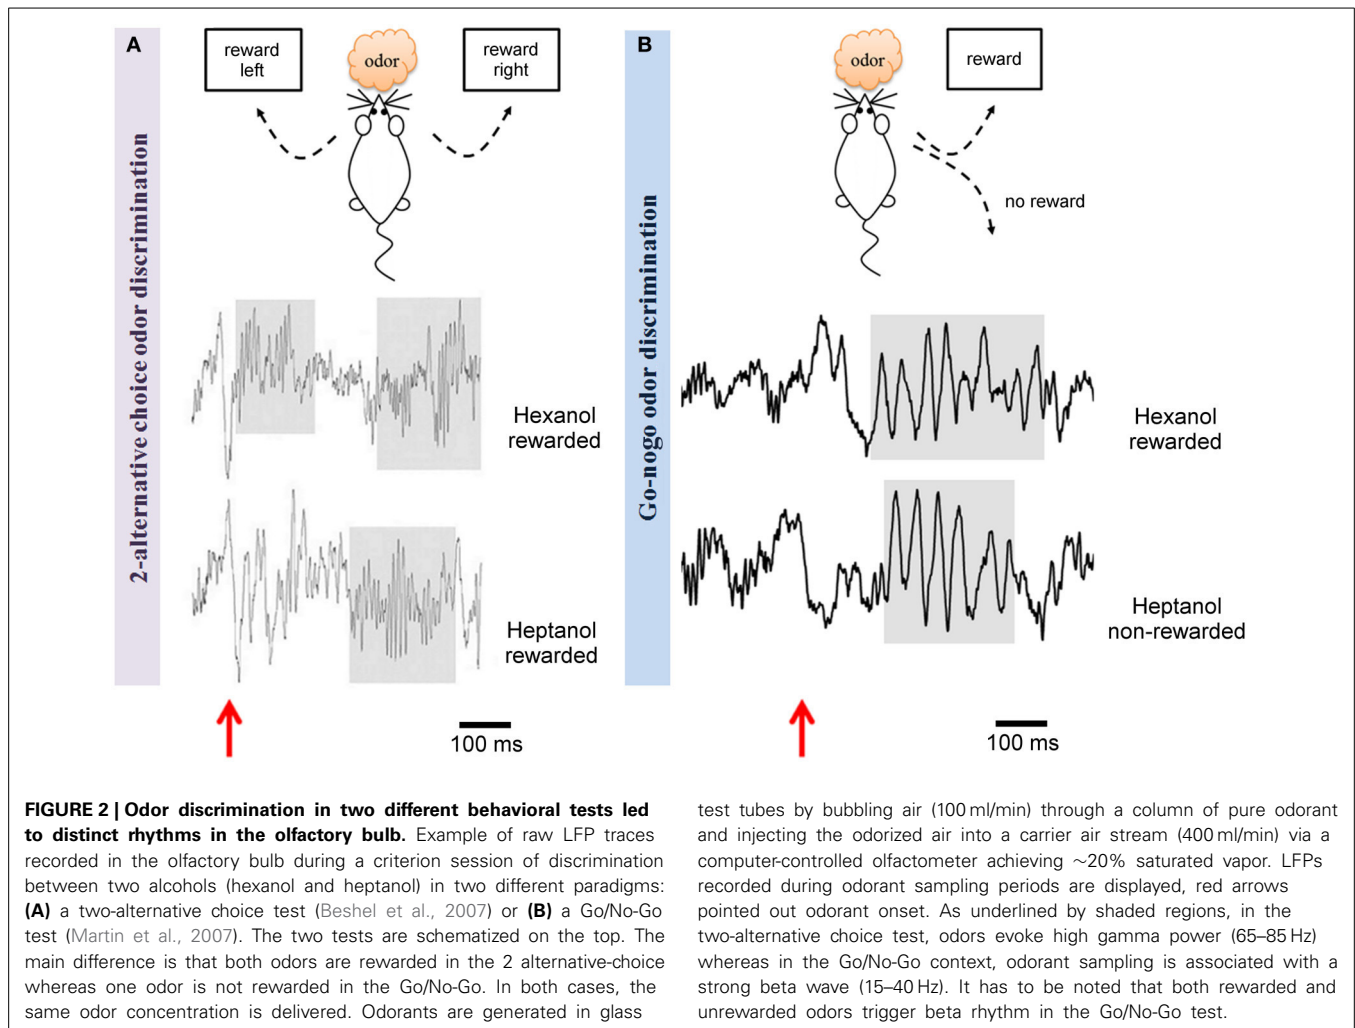 A
reward
left
odor
reward
right
2-alternative choice odor discrimination
Hexanol
rewarded
Heptanol
rewarded
100 ms
B
odor
reward
no reward
Go-nogo odor discrimination
Hexanol
rewarded
Heptanol
non-rewarded
100 ms
FIGURE 2 | Odor discrimination in two different behavioral tests led
to distinct rhythms in the olfactory bulb. Example of raw LFP traces
recorded in the olfactory bulb during a criterion session of discrimination
between two alcohols (hexanol and heptanol) in two different paradigms:
(A) a two-alternative choice test (Beshel et al., 2007) or (B) a Go/No-Go
test (Martin et al., 2007). The two tests are schematized on the top. The
main difference is that both odors are rewarded in the 2 alternative-choice
whereas one odor is not rewarded in the Go/No-Go. In both cases, the
same odor concentration is delivered. Odorants are generated in glass
test tubes by bubbling air (100 ml/min) through a column of pure odorant
and injecting the odorized air into a carrier air stream (400 ml/min) via a
computer-controlled olfactometer achieving ∼20% saturated vapor. LFPs
recorded during odorant sampling periods are displayed, red arrows
pointed out odorant onset. As underlined by shaded regions, in the
two-alternative choice test, odors evoke high gamma power (65–85 Hz)
whereas in the Go/No-Go context, odorant sampling is associated with a
strong beta wave (15–40 Hz). It has to be noted that both rewarded and
unrewarded odors trigger beta rhythm in the Go/No-Go test.